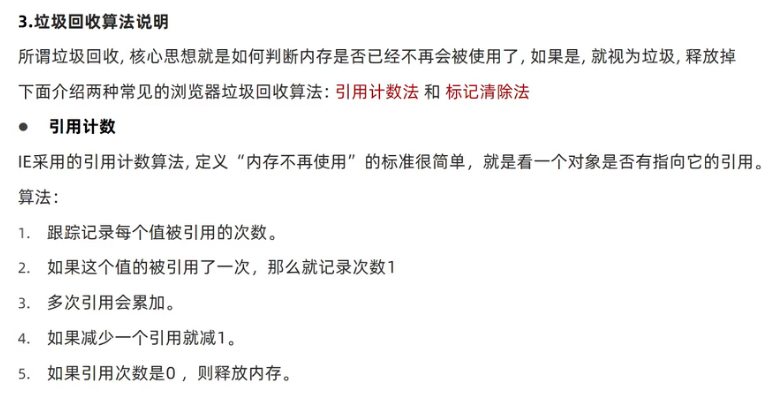 3.垃圾回收算法说明
所谓垃圾回收, 核心思想就是如何判断内存是否已经不再会被使用了, 如果是, 就视为垃圾, 释放掉
下面介绍两种常见的浏览器垃圾回收算法: 引用计数法 和 标记清除法
● 引用计数
IE采用的引用计数算法, 定义“内存不再使用”的标准很简单，就是看一个对象是否有指向它的引用。
算法：
1. 跟踪记录每个值被引用的次数。
2. 如果这个值的被引用了一次，那么就记录次数1
3. 多次引用会累加。
4. 如果减少一个引用就减1。
5. 如果引用次数是0 ，则释放内存。